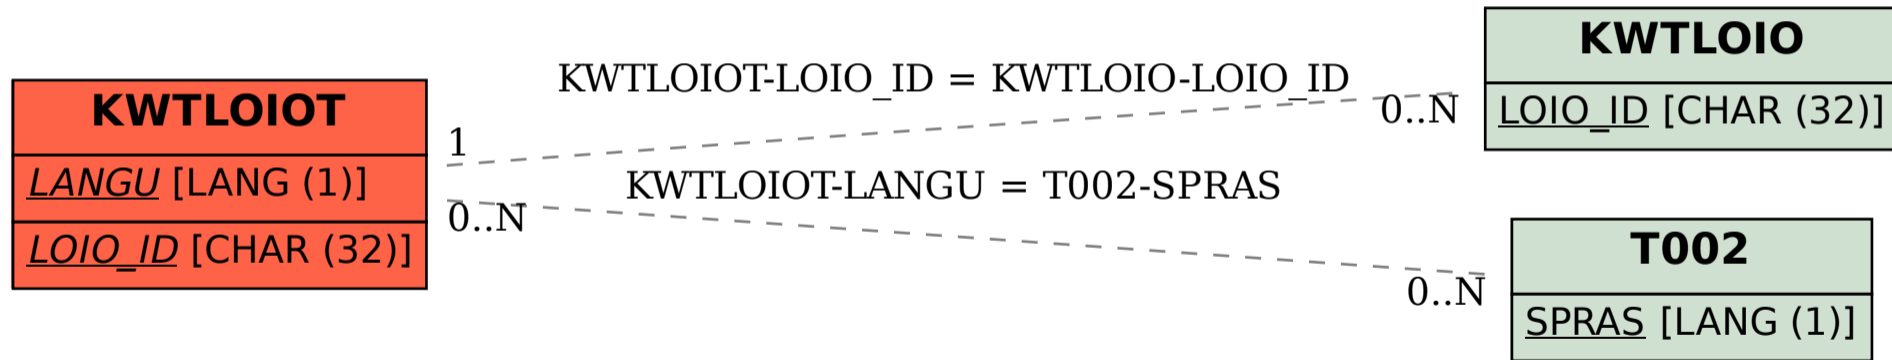 KWTLOIOT
LANGU [LANG (1)]
LOIO_ID [CHAR (32)]
KWTLOIOT-LOIO_ID = KWTLOIO-LOIO_ID
1
0..N
KWTLOIOT-LANGU = T002-SPRAS
0..N
0..N
KWTLOIO
LOIO_ID [CHAR (32)]
T002
SPRAS [LANG (1)]